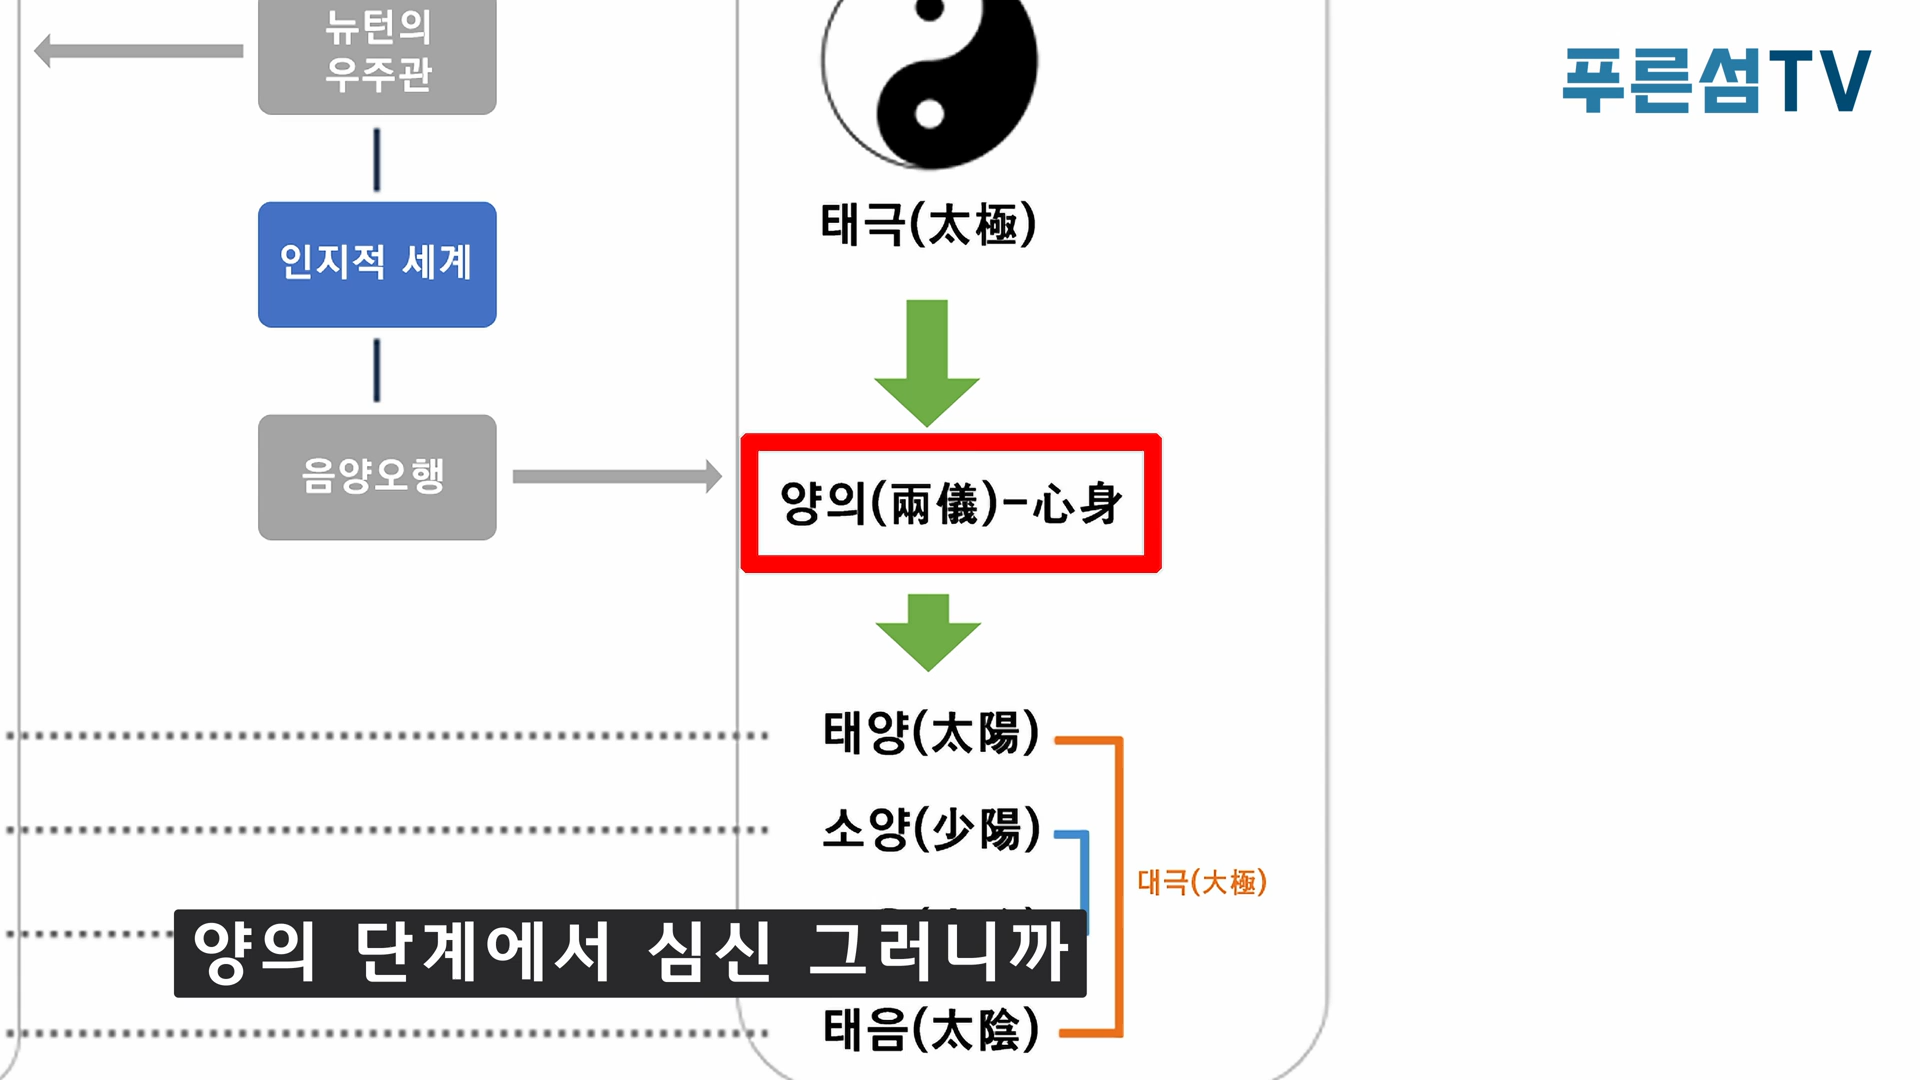 뉴턴의
우주관
푸른섬TV
태극(太極)
인지적 세계
음양오행
양의(兩儀)-心身
태양(太陽)
소양(少陽)
대극(大極)
양의 단계에서 심신 그러니까
태음(太陰)